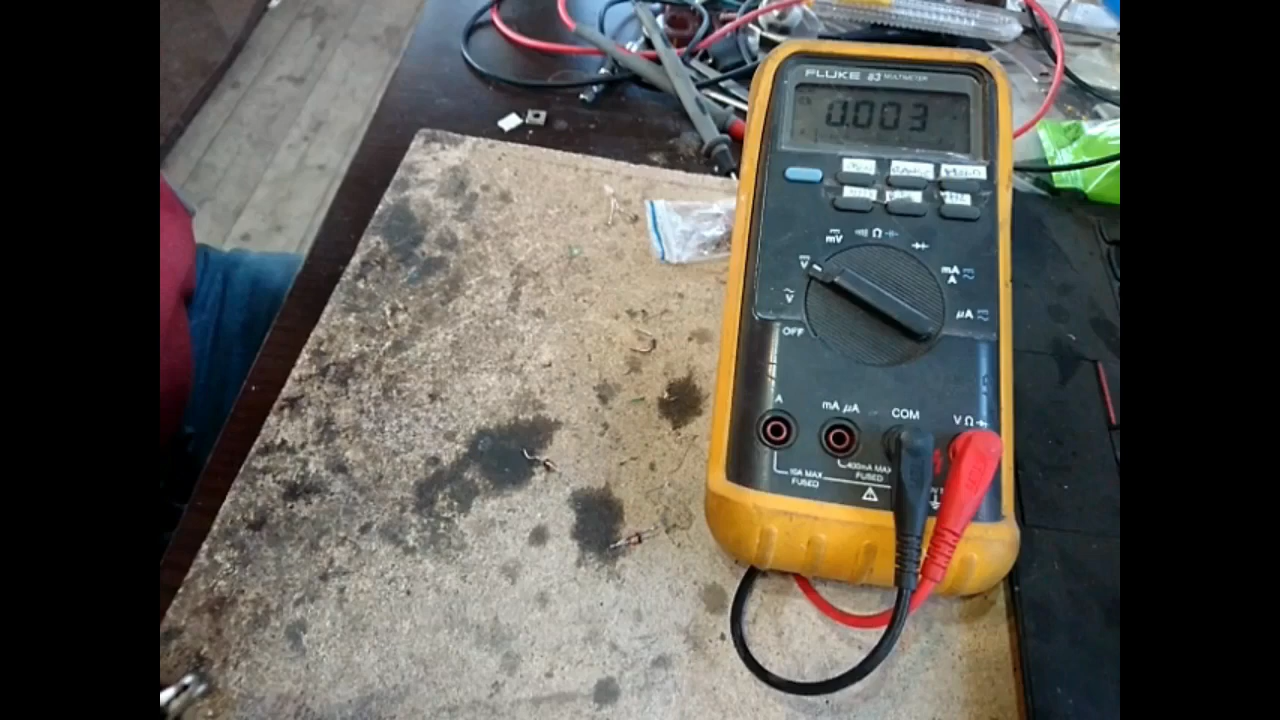 FLUKE 83 MULTIMETER
0.003
mV
Ω
V
mA
A
V
µA
OFF
A
mA µA
COM
V Ω
10A MAX
FUSED
400mA MAX
FUSED